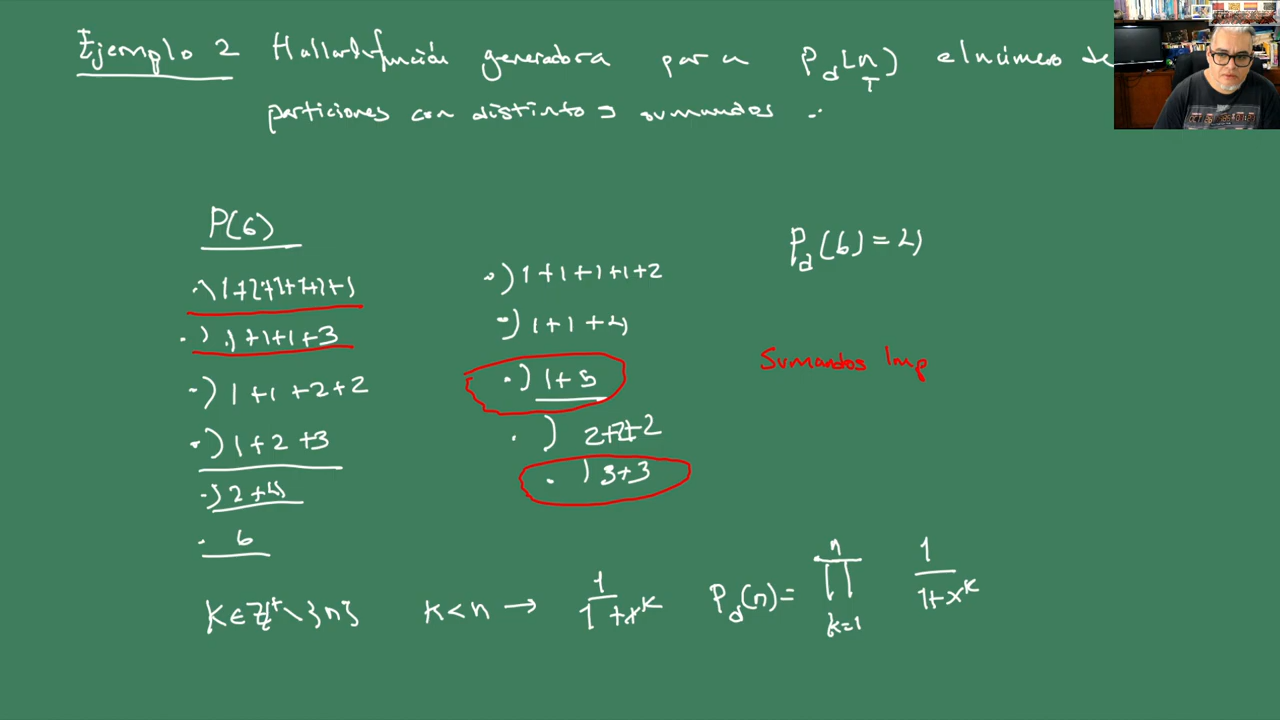 Ejemplo 2 Hallar la función generadora para P_d(n) el número de
particiones con distintos sumandos .
P(6)
·) 1+1+1+1+1+1
·) 1+1+1+3
·) 1+1+2+2
·) 1+2+3
·) 2+4
· 6
·) 1+1+1+1+2
·) 1+1+4
·) 1+5
·) 2+2+2
·) 3+3
P_d(6)=4
Sumandos Imp
K∈Z⁺\{n} K<n → 1/(1+x^k) P_d(n)= ∏_{k=1}^{n} 1/(1+x^k)